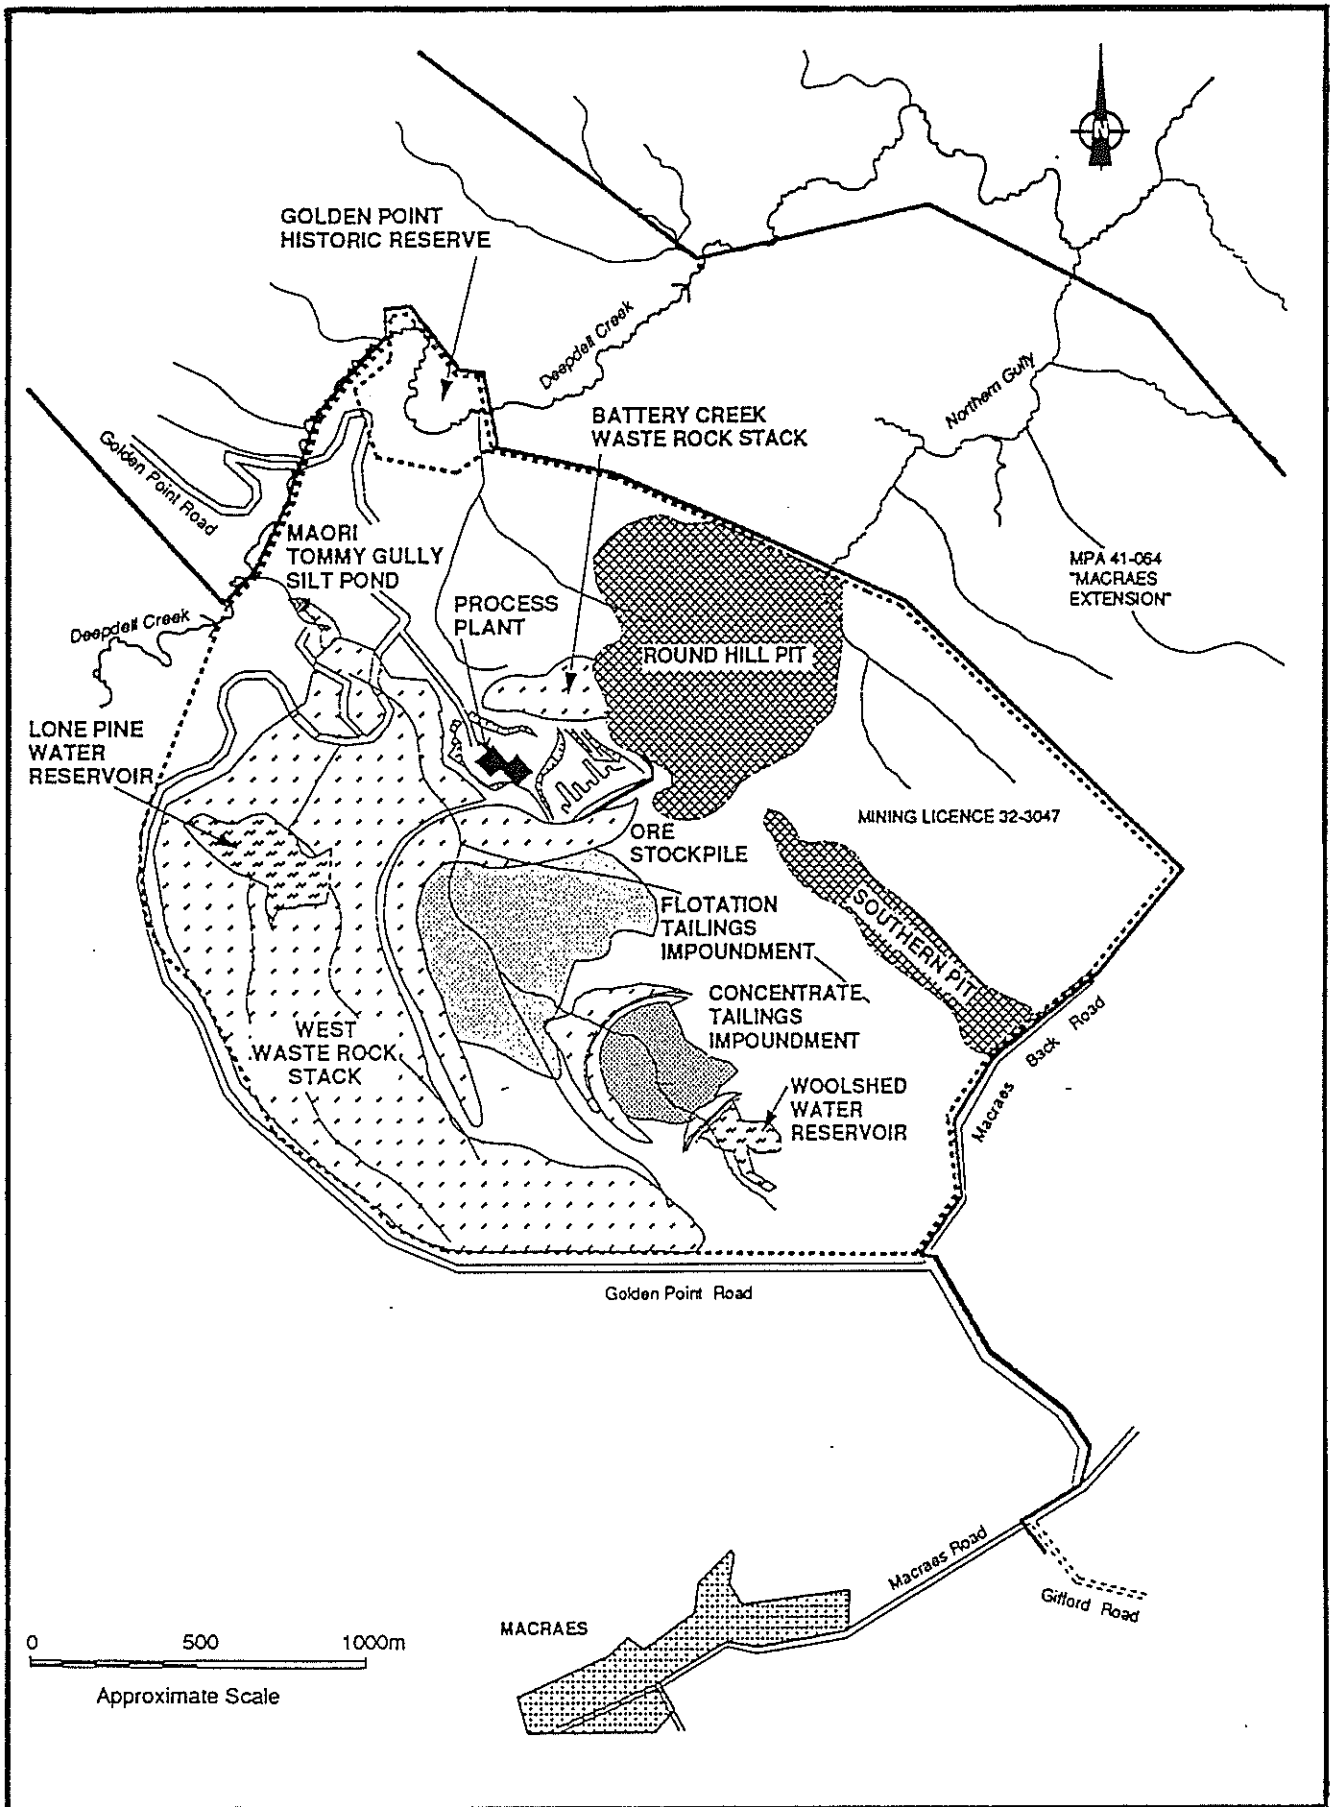 N
GOLDEN POINT
HISTORIC RESERVE
Deepdell Creek
Northern Gully
BATTERY CREEK
WASTE ROCK STACK
Golden Point Road
MAORI
TOMMY GULLY
SILT POND
MPA 41-064
"MACRAES
EXTENSION"
PROCESS
PLANT
Deepdell Creek
ROUND HILL PIT
LONE PINE
WATER
RESERVOIR
MINING LICENCE 32-3047
ORE
STOCKPILE
FLOTATION
TAILINGS
IMPOUNDMENT
SOUTHERN PIT
CONCENTRATE
TAILINGS
IMPOUNDMENT
WEST
WASTE ROCK
STACK
Macraes Back Road
WOOLSHED
WATER
RESERVOIR
Golden Point Road
Macraes Road
Gifford Road
MACRAES
0 500 1000m
Approximate Scale